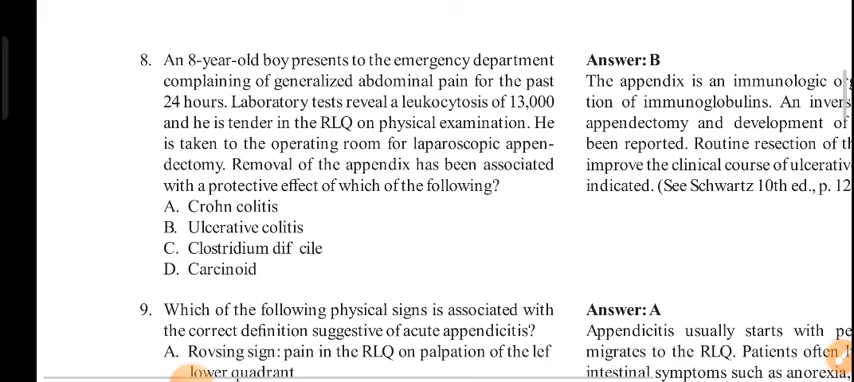 8. An 8-year-old boy presents to the emergency department
complaining of generalized abdominal pain for the past
24 hours. Laboratory tests reveal a leukocytosis of 13,000
and he is tender in the RLQ on physical examination. He
is taken to the operating room for laparoscopic appen-
dectomy. Removal of the appendix has been associated
with a protective effect of which of the following?
A. Crohn colitis
B. Ulcerative colitis
C. Clostridium dif cile
D. Carcinoid
9. Which of the following physical signs is associated with
the correct definition suggestive of acute appendicitis?
A. Rovsing sign: pain in the RLQ on palpation of the lef
lower quadrant
Answer: B
The appendix is an immunologic
tion of immunoglobulins. An
appendectomy and development of
been reported. Routine resection of
improve the clinical course of
indicated. (See Schwartz 10th ed., p.
Answer: A
Appendicitis usually starts with
migrates to the RLQ. Patients often
intestinal symptoms such as anorexia,